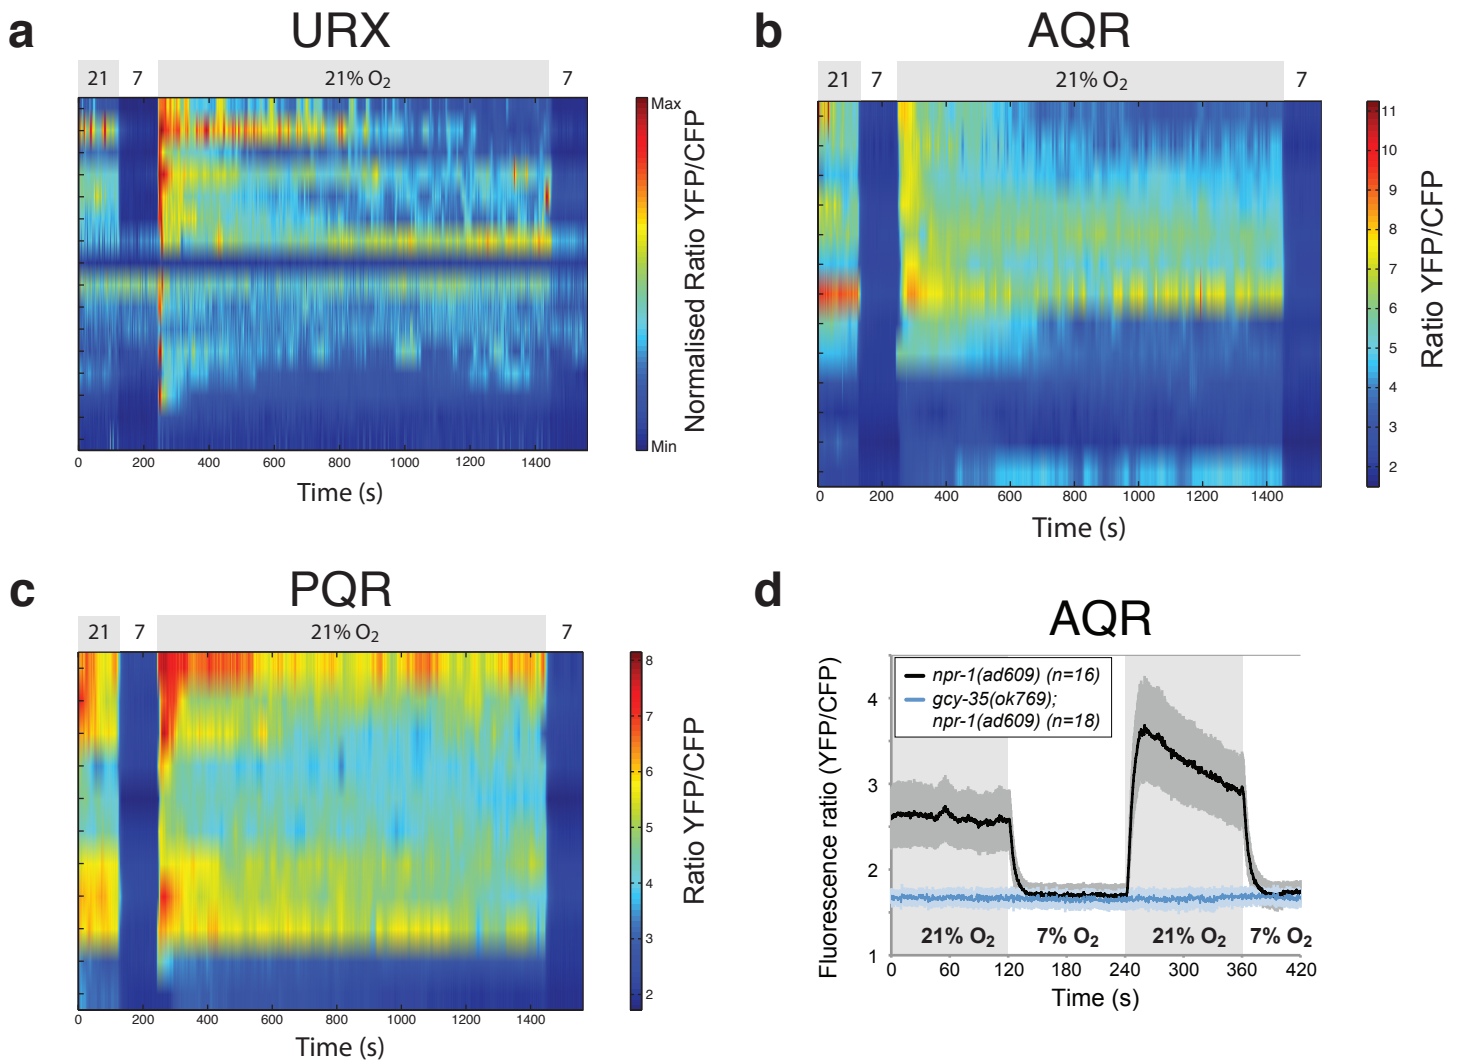 a
URX
21 7 21% O2 7
Max
Normalised Ratio YFP/CFP
Min
0 200 400 600 800 1000 1200 1400
Time (s)
b
AQR
21 7 21% O2 7
11
10
9
8
7
6
5
4
3
2
Ratio YFP/CFP
0 200 400 600 800 1000 1200 1400
Time (s)
c
PQR
21 7 21% O2 7
8
7
6
5
4
3
2
Ratio YFP/CFP
0 200 400 600 800 1000 1200 1400
Time (s)
d
AQR
npr-1(ad609) (n=16)
gcy-35(ok769);
npr-1(ad609) (n=18)
Fluorescence ratio (YFP/CFP)
4
3
2
1
21% O2 7% O2 21% O2 7% O2
0 60 120 180 240 300 360 420
Time (s)